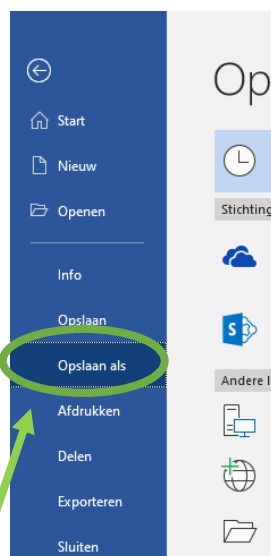 Op
Start
Nieuw
Openen
Stichting
Info
Opslaan
Opslaan als
S
Andere l
Afdrukken
Delen
Exporteren
Sluiten